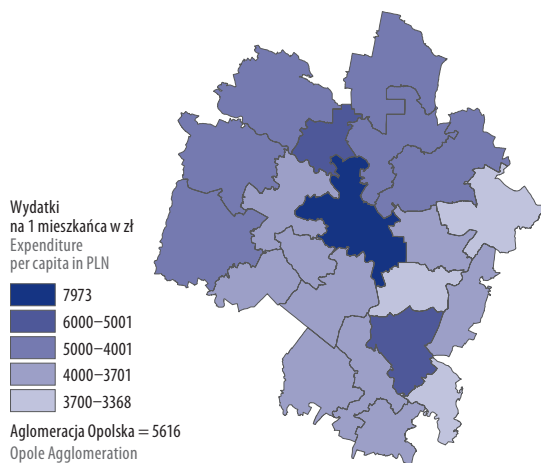 Wydatki
na 1 mieszkańca w zł
Expenditure
per capita in PLN
7973
6000–5001
5000–4001
4000–3701
3700–3368
Aglomeracja Opolska = 5616
Opole Agglomeration